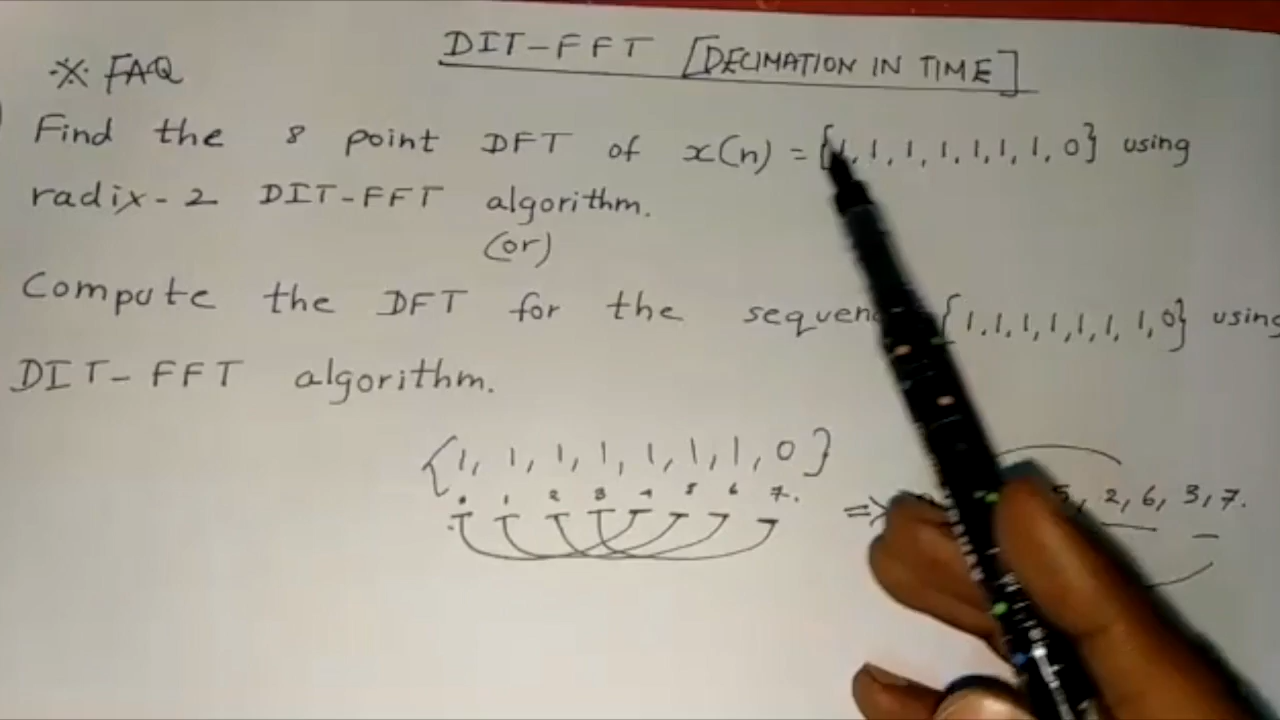 DIT-FFT [DECIMATION IN TIME]
※ FAQ
Find the 8 point DFT of x(n) = {1,1,1,1,1,1,1,0} using
radix-2 DIT-FFT algorithm.
(or)
Compute the DFT for the {1,1,1,1,1,1,1,0} using
DIT-FFT algorithm.
{1,1,1,1,1,1,1,0}
0 1 2 3 4 5 6 7.
=> 5, 2, 6, 3, 7.